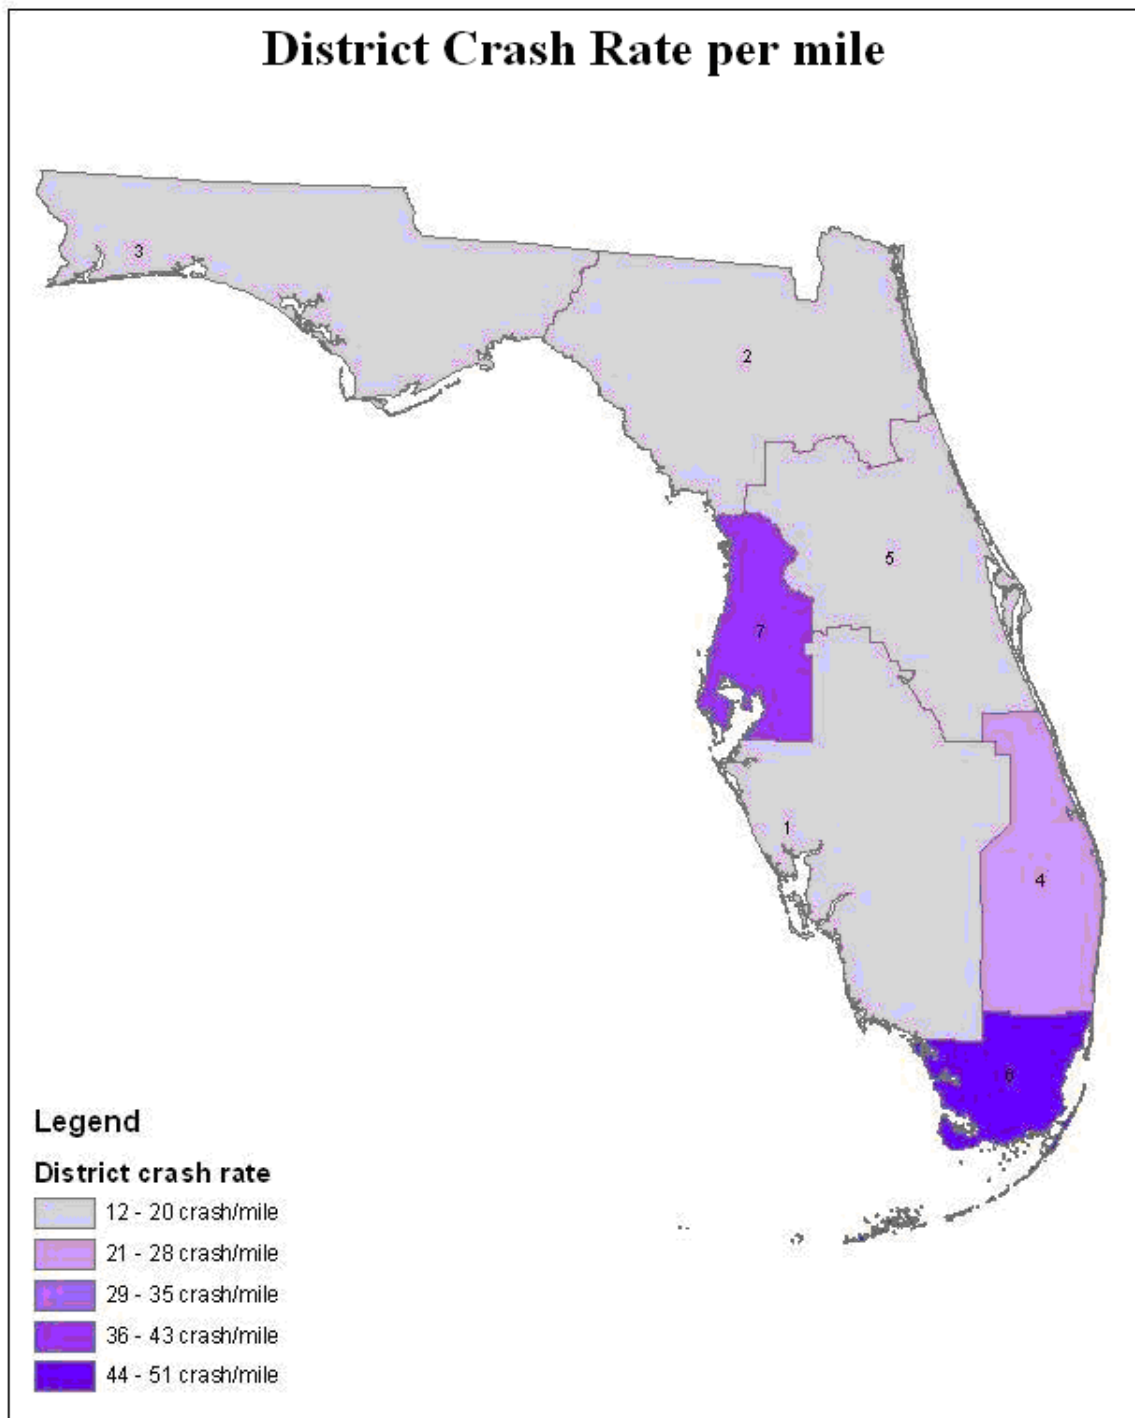 District Crash Rate per mile
3
2
5
7
1
4
6
Legend
District crash rate
12 - 20 crash/mile
21 - 28 crash/mile
29 - 35 crash/mile
36 - 43 crash/mile
44 - 51 crash/mile